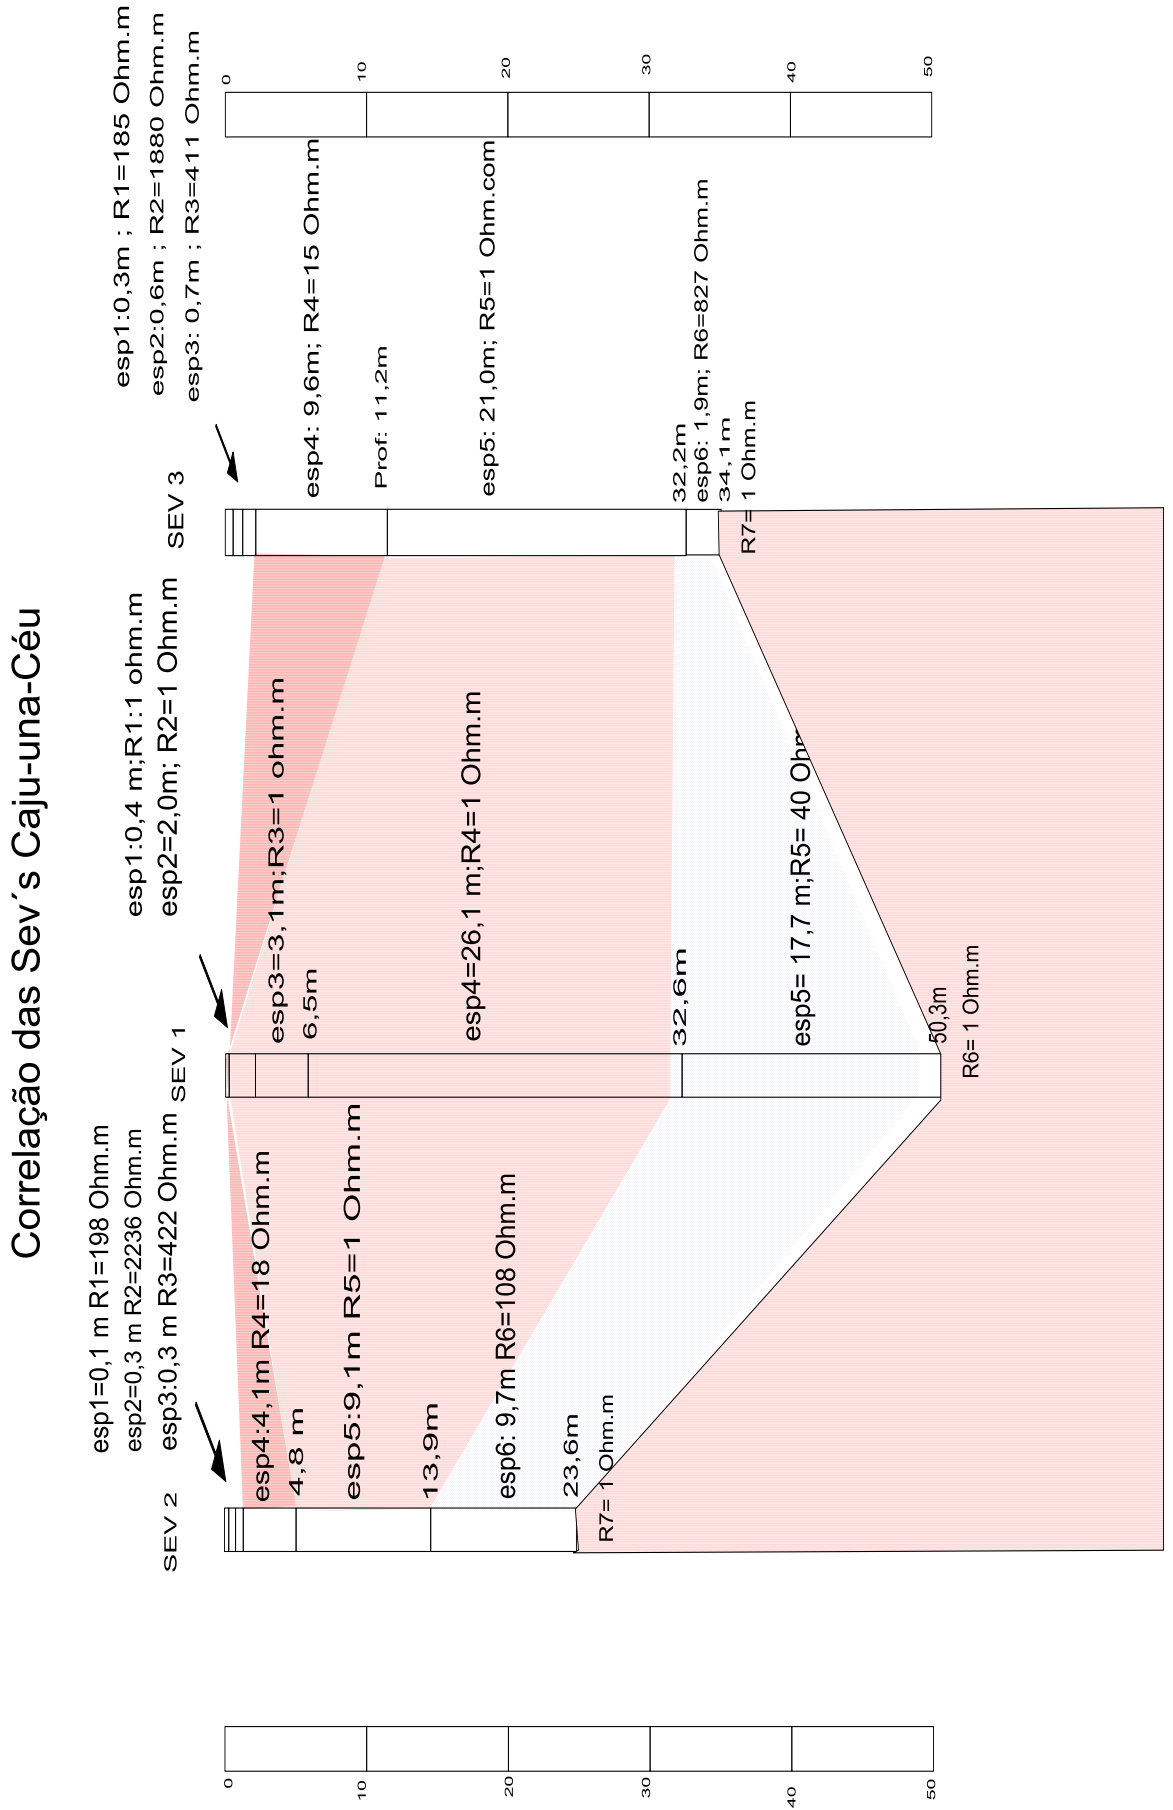 Correlação das Sev´s Caju-una-Céu
esp1=0,1 m R1=198 Ohm.m
esp2=0,3 m R2=2236 Ohm.m
esp3:0,3 m R3=422 Ohm.m
SEV 2
esp4:4,1m R4=18 Ohm.m
4,8 m
esp5:9,1m R5=1 Ohm.m
13,9m
esp6: 9,7m R6=108 Ohm.m
23,6m
R7= 1 Ohm.m
esp1:0,4 m;R1:1 ohm.m
esp2=2,0m; R2=1 Ohm.m
SEV 1
esp3=3,1m;R3=1 ohm.m
6,5m
esp4=26,1 m;R4=1 Ohm.m
32,6m
esp5= 17,7 m;R5= 40 Ohm
50,3m
R6= 1 Ohm.m
esp1:0,3m ; R1=185 Ohm.m
esp2:0,6m ; R2=1880 Ohm.m
esp3: 0,7m ; R3=411 Ohm.m
SEV 3
esp4: 9,6m; R4=15 Ohm.m
Prof: 11,2m
esp5: 21,0m; R5=1 Ohm.com
32,2m
esp6: 1,9m; R6=827 Ohm.m
34,1m
R7= 1 Ohm.m
0
10
20
30
40
50
0
10
20
30
40
50